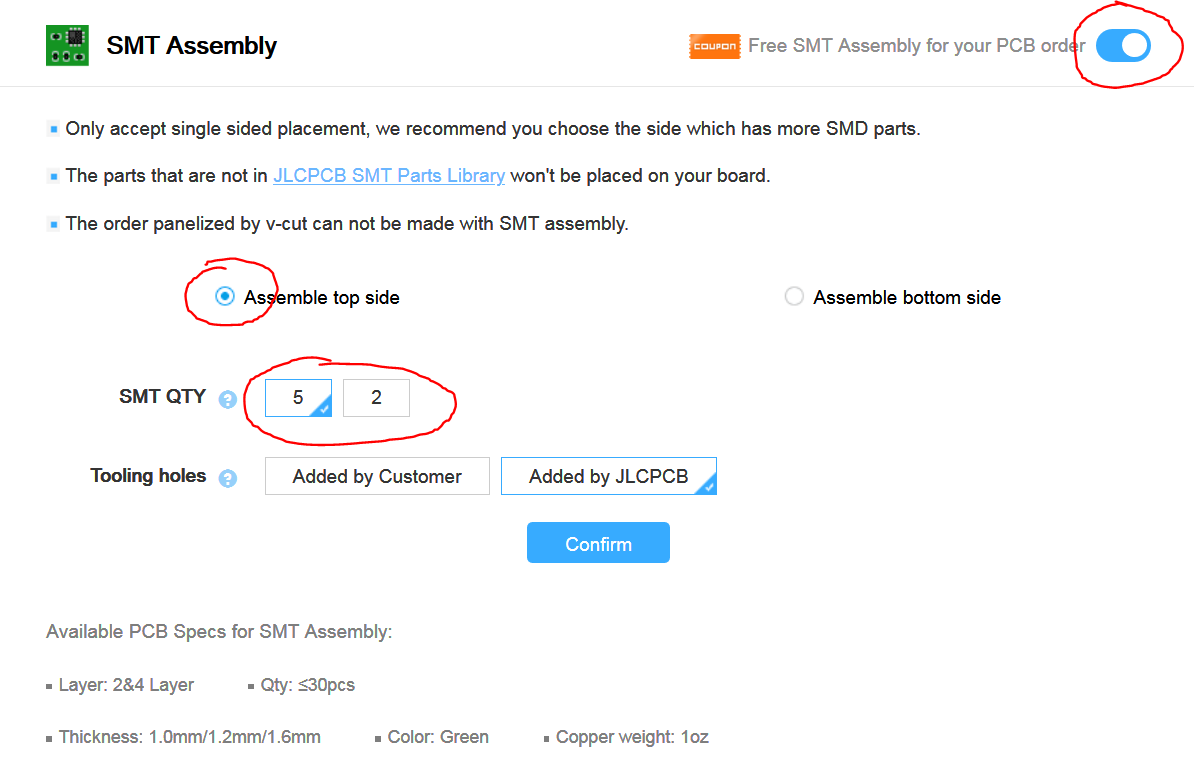 SMT Assembly
COUPON Free SMT Assembly for your PCB order
Only accept single sided placement, we recommend you choose the side which has more SMD parts.
The parts that are not in JLCPCB SMT Parts Library won't be placed on your board.
The order panelized by v-cut can not be made with SMT assembly.
Assemble top side
Assemble bottom side
SMT QTY ? 5 2
Tooling holes ? Added by Customer Added by JLCPCB
Confirm
Available PCB Specs for SMT Assembly:
Layer: 2&4 Layer Qty: ≤30pcs
Thickness: 1.0mm/1.2mm/1.6mm Color: Green Copper weight: 1oz